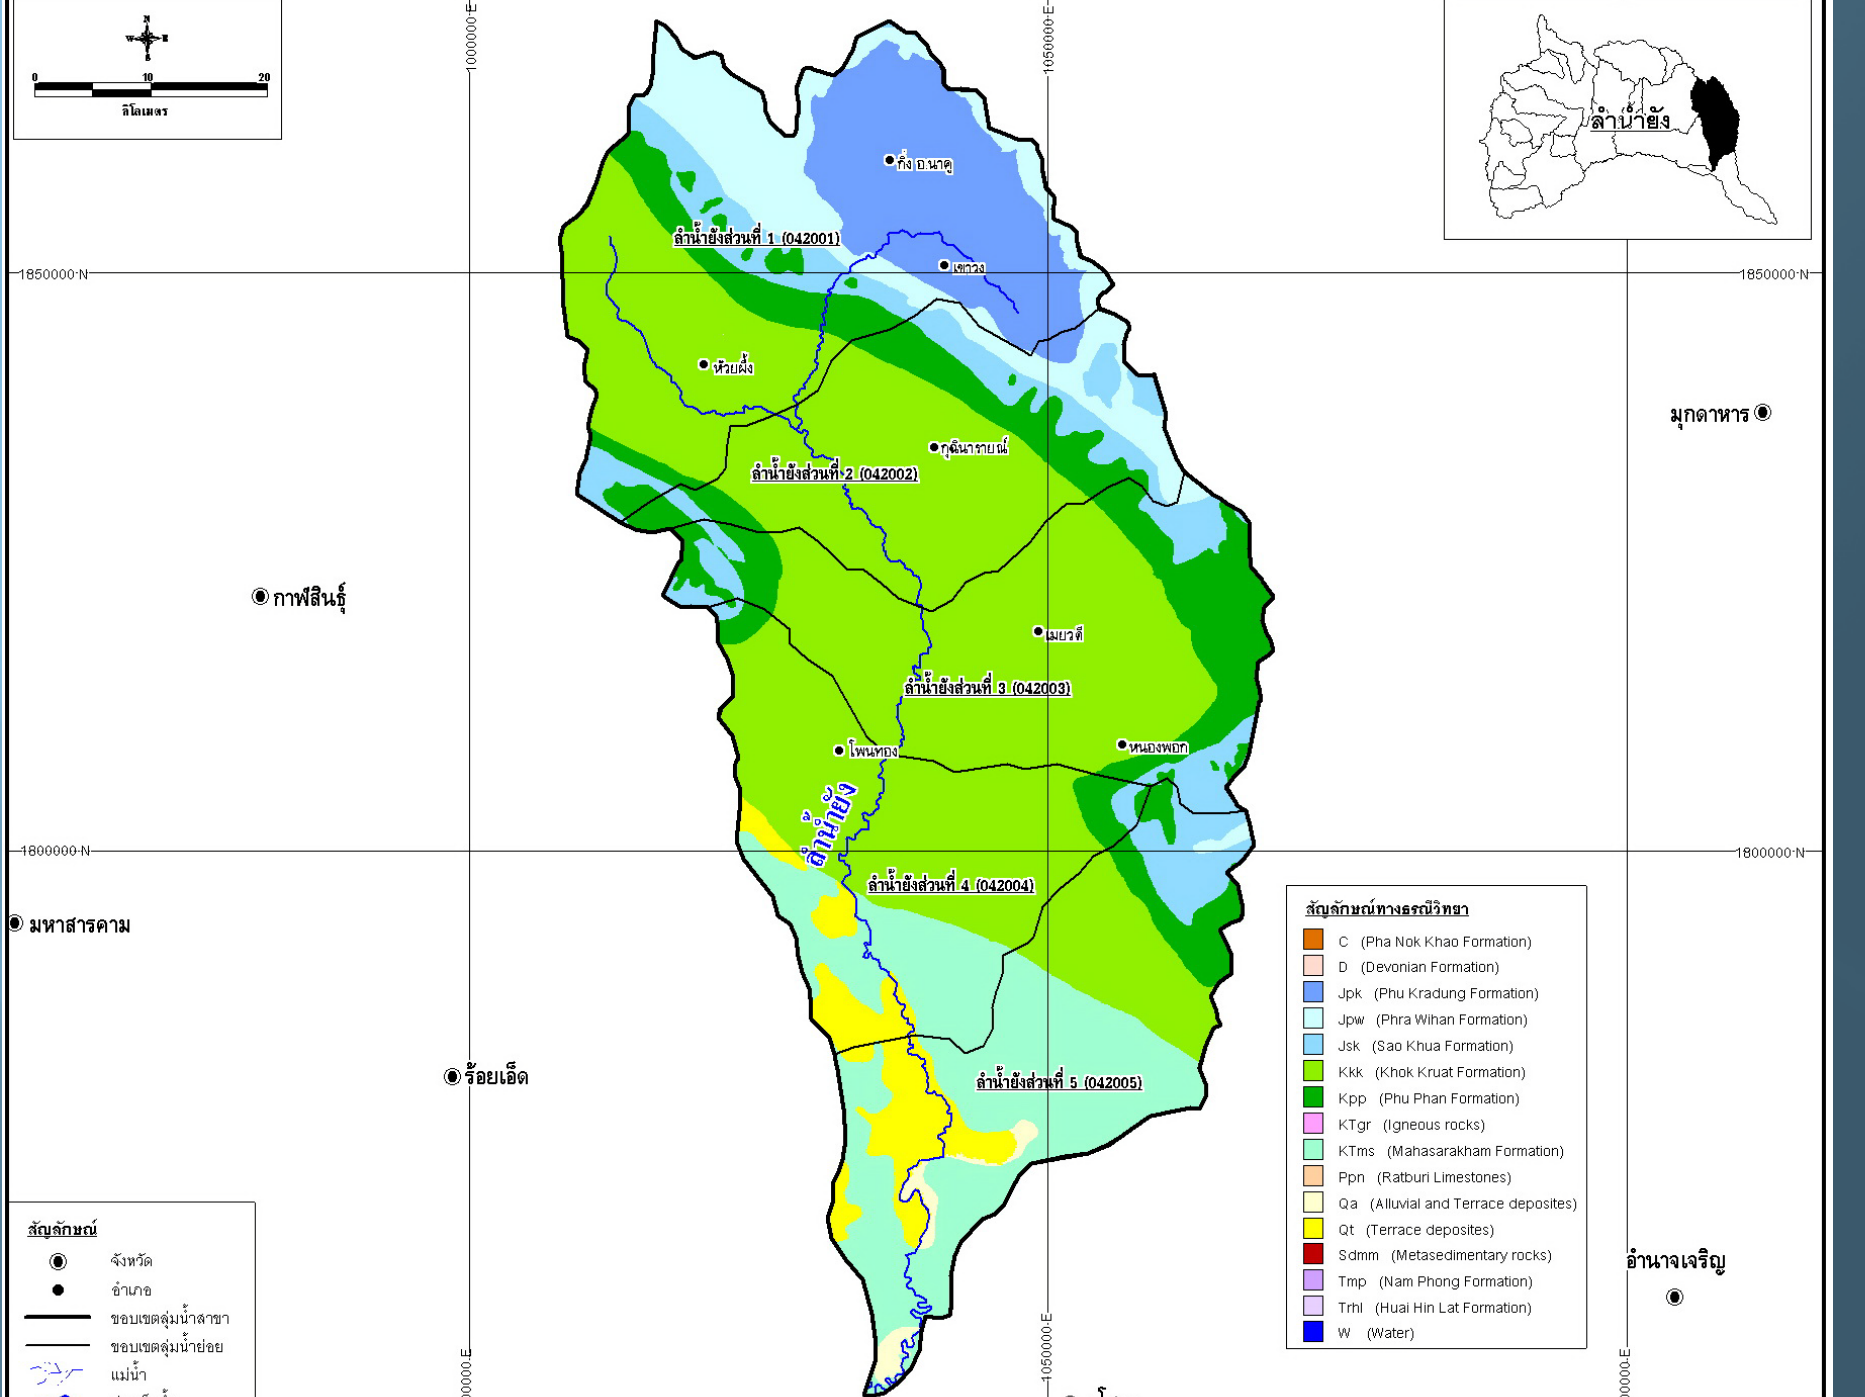 N
W E
S
0 10 20
กิโลเมตร
1100000·E
1050000·E
ลำน้ำยัง
กิ่ง อ.นาคู
ลำน้ำยังส่วนที่ 1 (042001)
เขาวง
1850000·N
1850000·N
ห้วยผึ้ง
มุกดาหาร
กุฉินารายณ์
ลำน้ำยังส่วนที่ 2 (042002)
กาฬสินธุ์
เมยวดี
ลำน้ำยังส่วนที่ 3 (042003)
โพนทอง
หนองพอก
ลำน้ำยัง
1800000·N
1800000·N
ลำน้ำยังส่วนที่ 4 (042004)
มหาสารคาม
ร้อยเอ็ด
ลำน้ำยังส่วนที่ 5 (042005)
อำนาจเจริญ
สัญลักษณ์ทางธรณีวิทยา
C (Pha Nok Khao Formation)
D (Devonian Formation)
Jpk (Phu Kradung Formation)
Jpw (Phra Wihan Formation)
Jsk (Sao Khua Formation)
Kkk (Khok Kruat Formation)
Kpp (Phu Phan Formation)
KTgr (Igneous rocks)
KTms (Mahasarakham Formation)
Ppn (Ratburi Limestones)
Qa (Alluvial and Terrace deposites)
Qt (Terrace deposites)
Sdmm (Metasedimentary rocks)
Tmp (Nam Phong Formation)
Trhl (Huai Hin Lat Formation)
W (Water)
สัญลักษณ์
จังหวัด
อำเภอ
ขอบเขตลุ่มน้ำสาขา
ขอบเขตลุ่มน้ำย่อย
แม่น้ำ
00000·E
1050000·E
00000·E